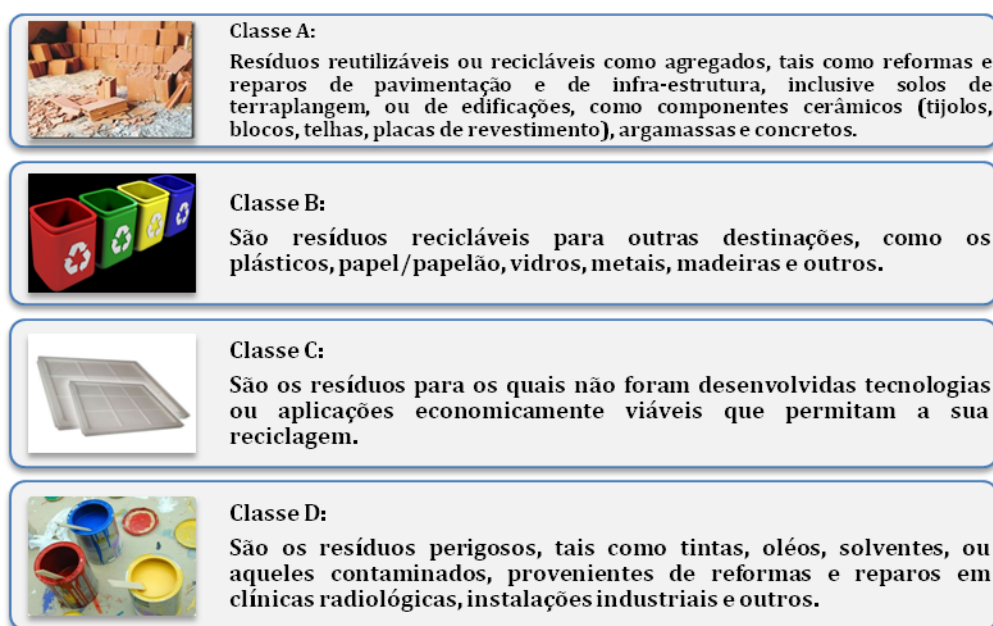 Classe A:
Resíduos reutilizáveis ou recicláveis como agregados, tais como reformas e
reparos de pavimentação e de infra-estrutura, inclusive solos de
terraplangem, ou de edificações, como componentes cerâmicos (tijolos,
blocos, telhas, placas de revestimento), argamassas e concretos.
Classe B:
São resíduos recicláveis para outras destinações, como os
plásticos, papel/papelão, vidros, metais, madeiras e outros.
Classe C:
São os resíduos para os quais não foram desenvolvidas tecnologias
ou aplicações economicamente viáveis que permitam a sua
reciclagem.
Classe D:
São os resíduos perigosos, tais como tintas, oléos, solventes, ou
aqueles contaminados, provenientes de reformas e reparos em
clínicas radiológicas, instalações industriais e outros.